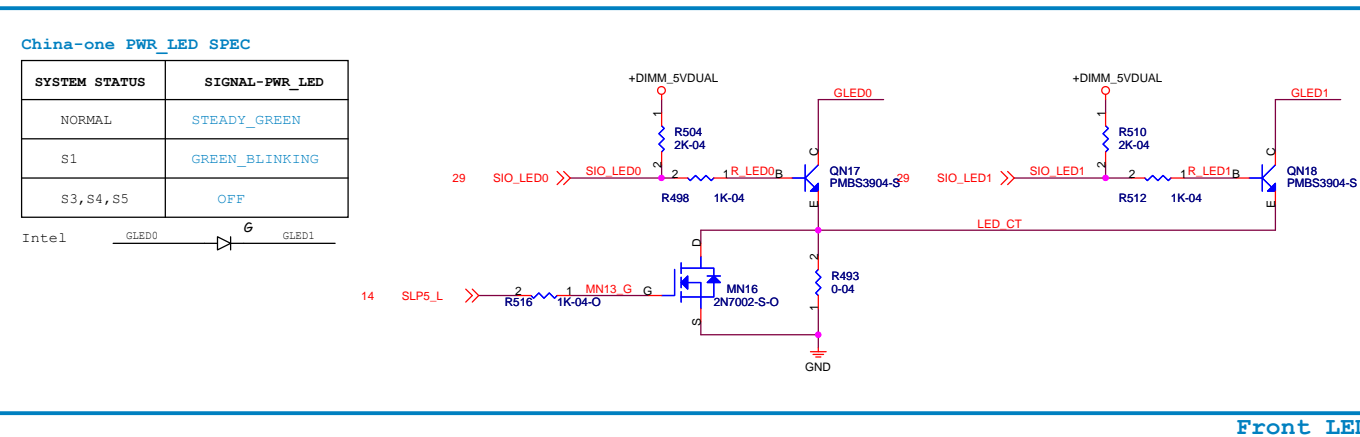 China-one PWR_LED SPEC
SYSTEM STATUS SIGNAL-PWR_LED
NORMAL STEADY_GREEN
S1 GREEN_BLINKING
S3,S4,S5 OFF
Intel GLED0 G GLED1
+DIMM_5VDUAL
GLED0
1
R504
2K-04
2
C
29 SIO_LED0 SIO_LED0 2 1 R_LED0 B
QN17
PMBS3904-S
R498 1K-04
E
+DIMM_5VDUAL
GLED1
1
R510
2K-04
2
C
29 SIO_LED1 SIO_LED1 2 1 R_LED1 B
QN18
PMBS3904-S
R512 1K-04
E
LED_CT
D
2
R493
0-04
1
14 SLP5_L 2 1 MN13_G G
R516 1K-04-O
MN16
2N7002-S-O
S
GND